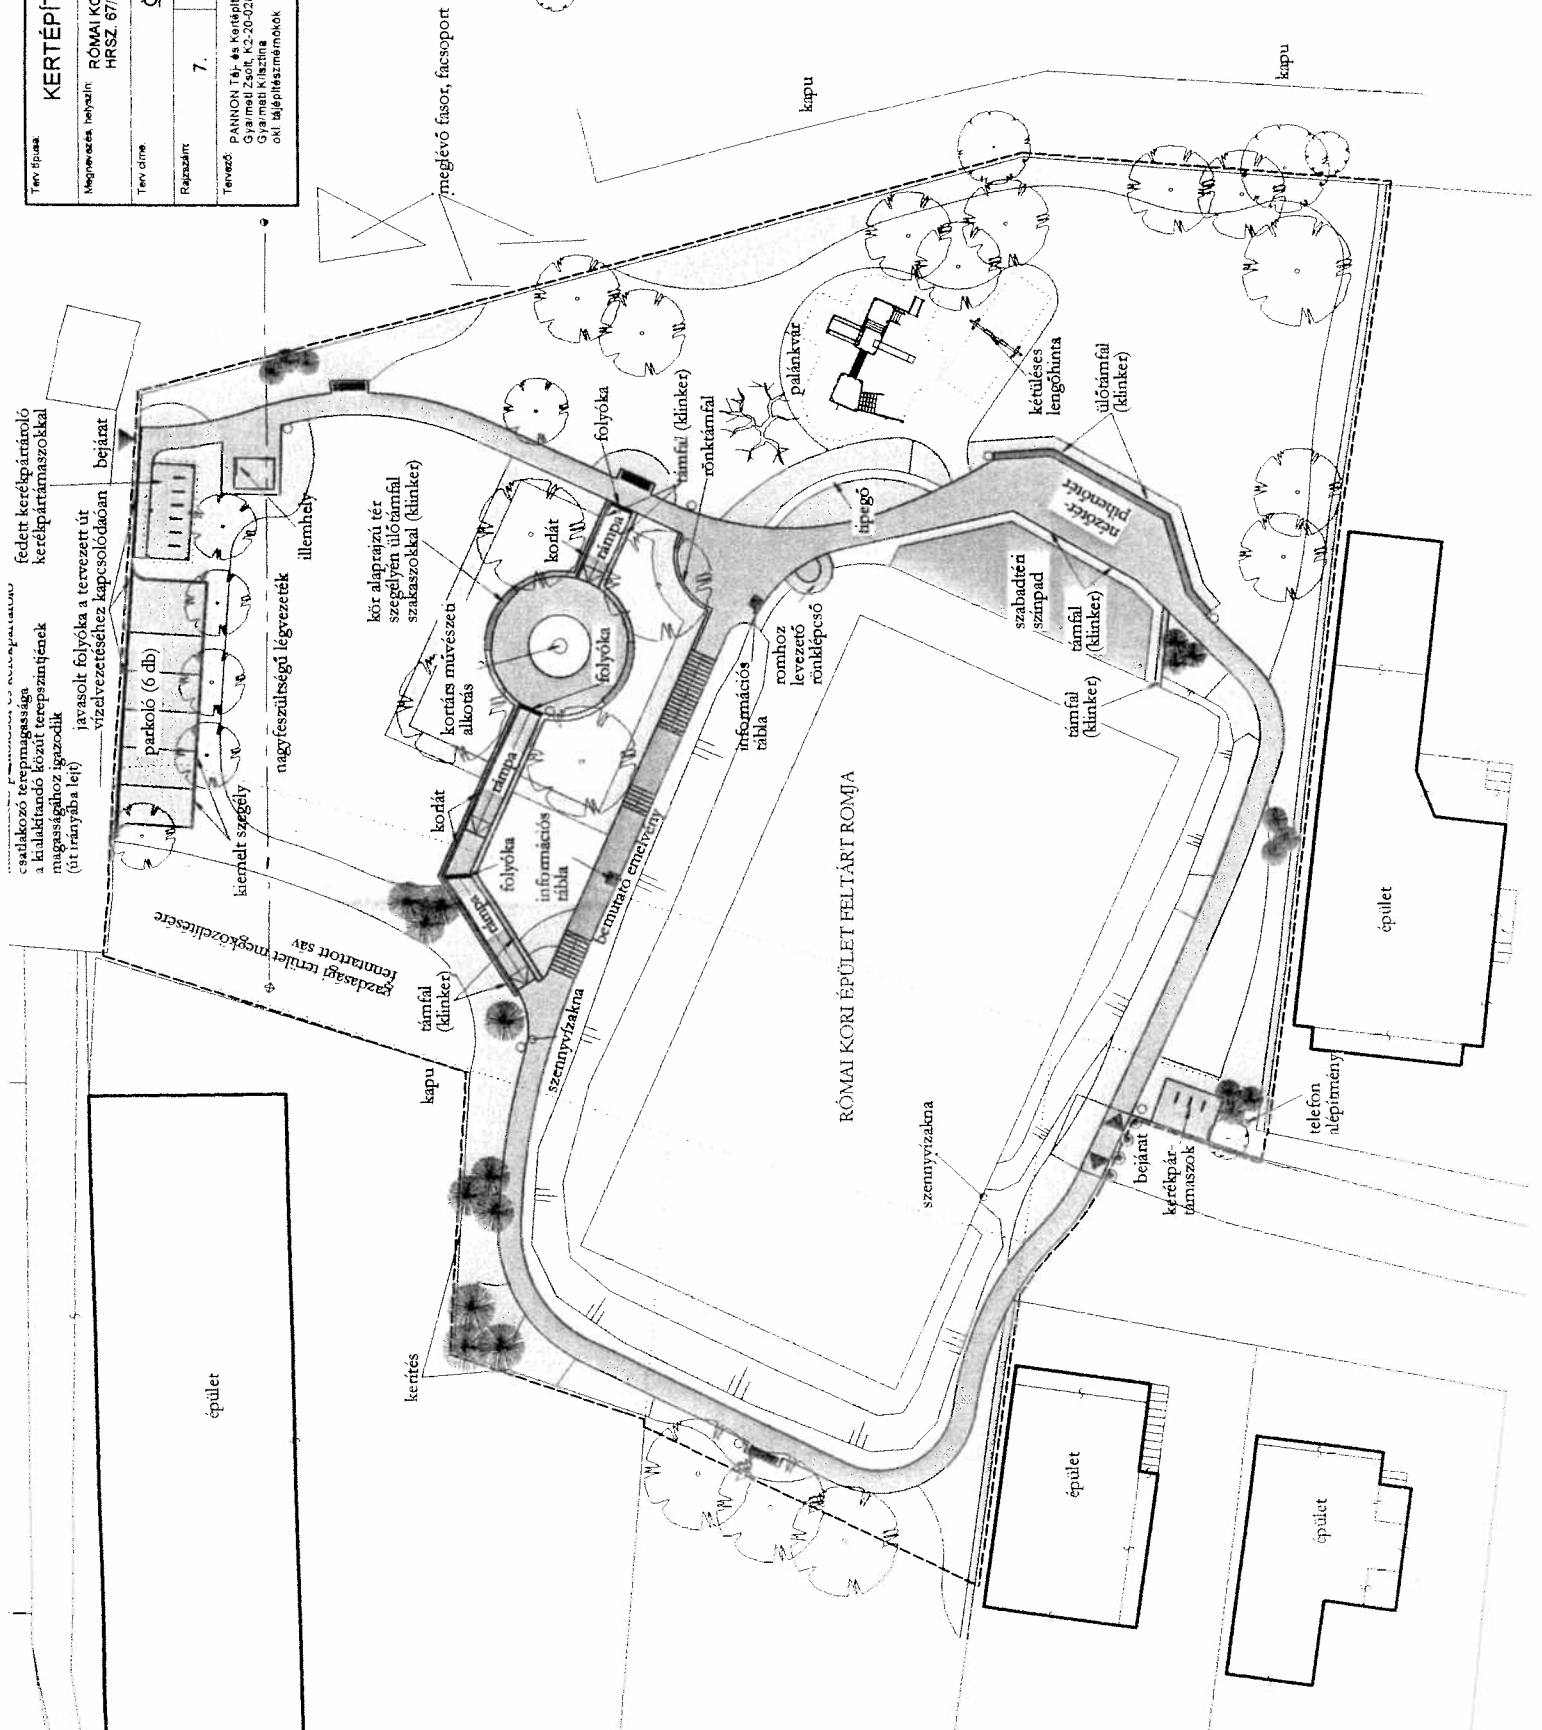 Terv típusa:
KERTÉPÍT
Megnevezés, helyszín:
RÓMAI KO
HRSZ. 67/
Terv címe:
Rajzszám:
7.
Tervező:
PANNON Táj- és Kertépít
Gyarmati Zsolt, K2-20-02
Gyarmati Krisztina
okl. tájépítészmérnökök
meglévő fasor, facsoport
kapu
kapu
fedett kerékpártároló
kerékpártámaszokkal
bejárat
csatlakozó terepmagassága
a kialakítandó közút terepszintjének
magasságához igazodik
(út irányába lejt)
javasolt folyóka a tervezett út
vízelvezetéséhez kapcsolódóan
parkoló (6 db)
kiemelt szegély
nagyfeszültségű légvezeték
illemhely
kör alaprajzú tér
szegélyén ülőtámfal
szakaszokkal (klinker)
kortárs művészeti
alkotás
folyóka
korlát
rámpa
folyóka
támfal (klinker)
rönktámfal
palánkvár
kétüléses
lengőhinta
ülőtámfal
(klinker)
tipegő
nézőtér-
pihenőtér
szabadtéri
színpad
támfal
(klinker)
támfal
(klinker)
romhoz
levezető
rönklépcső
információs
tábla
korlát
rámpa
folyóka
rámpa
információs
tábla
bemutató emelvény
gazdasági terület megközelítésére
fenntartott sáv
támfal
(klinker)
szennyvízakna
kapu
RÓMAI KORI ÉPÜLET FELTÁRT ROMJA
szennyvízakna
bejárat
kerékpár-
támaszok
telefon
alépítmény
kerítés
épület
épület
épület
épület